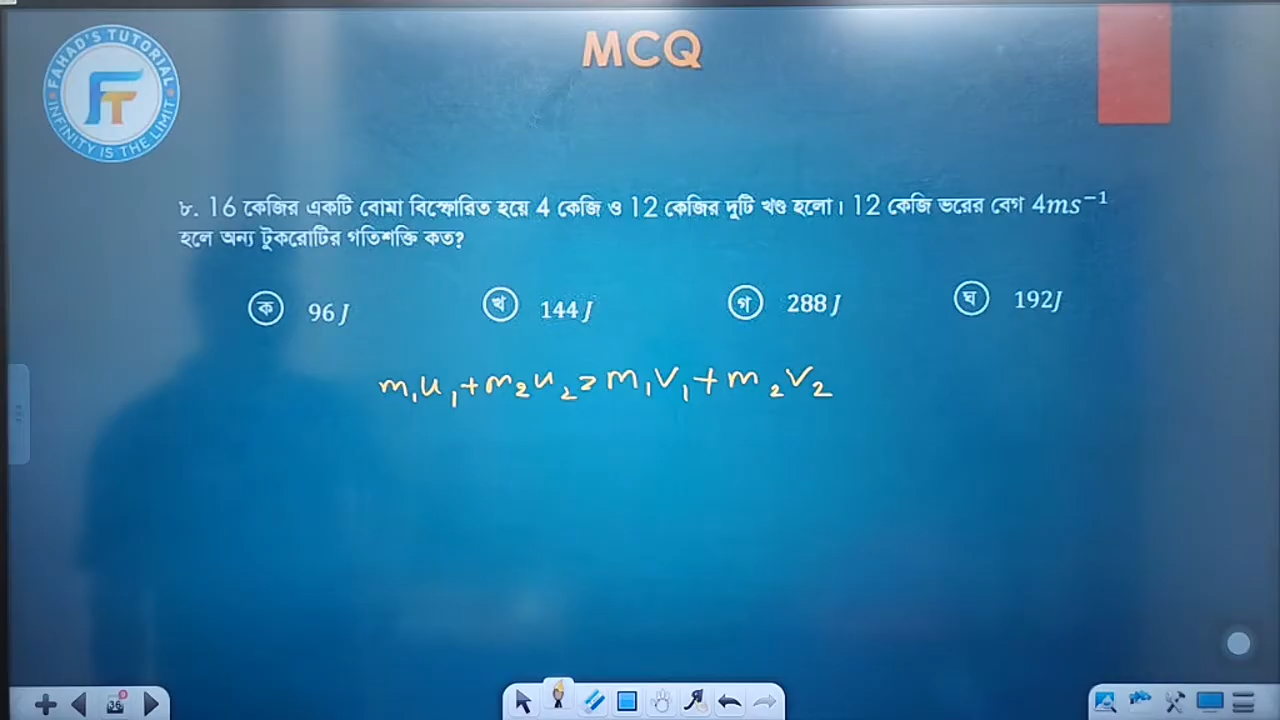 MCQ
FAHAD'S TUTORIAL
FT
INFINITY IS THE LIMIT
৮. 16 কেজির একটি বোমা বিস্ফোরিত হয়ে 4 কেজি ও 12 কেজির দুটি খণ্ড হলো। 12 কেজি ভরের বেগ 4ms⁻¹
হলে অন্য টুকরোটির গতিশক্তি কত?
ক 96 J খ 144 J গ 288 J ঘ 192J
m₁u₁+m₂u₂=m₁v₁+m₂v₂